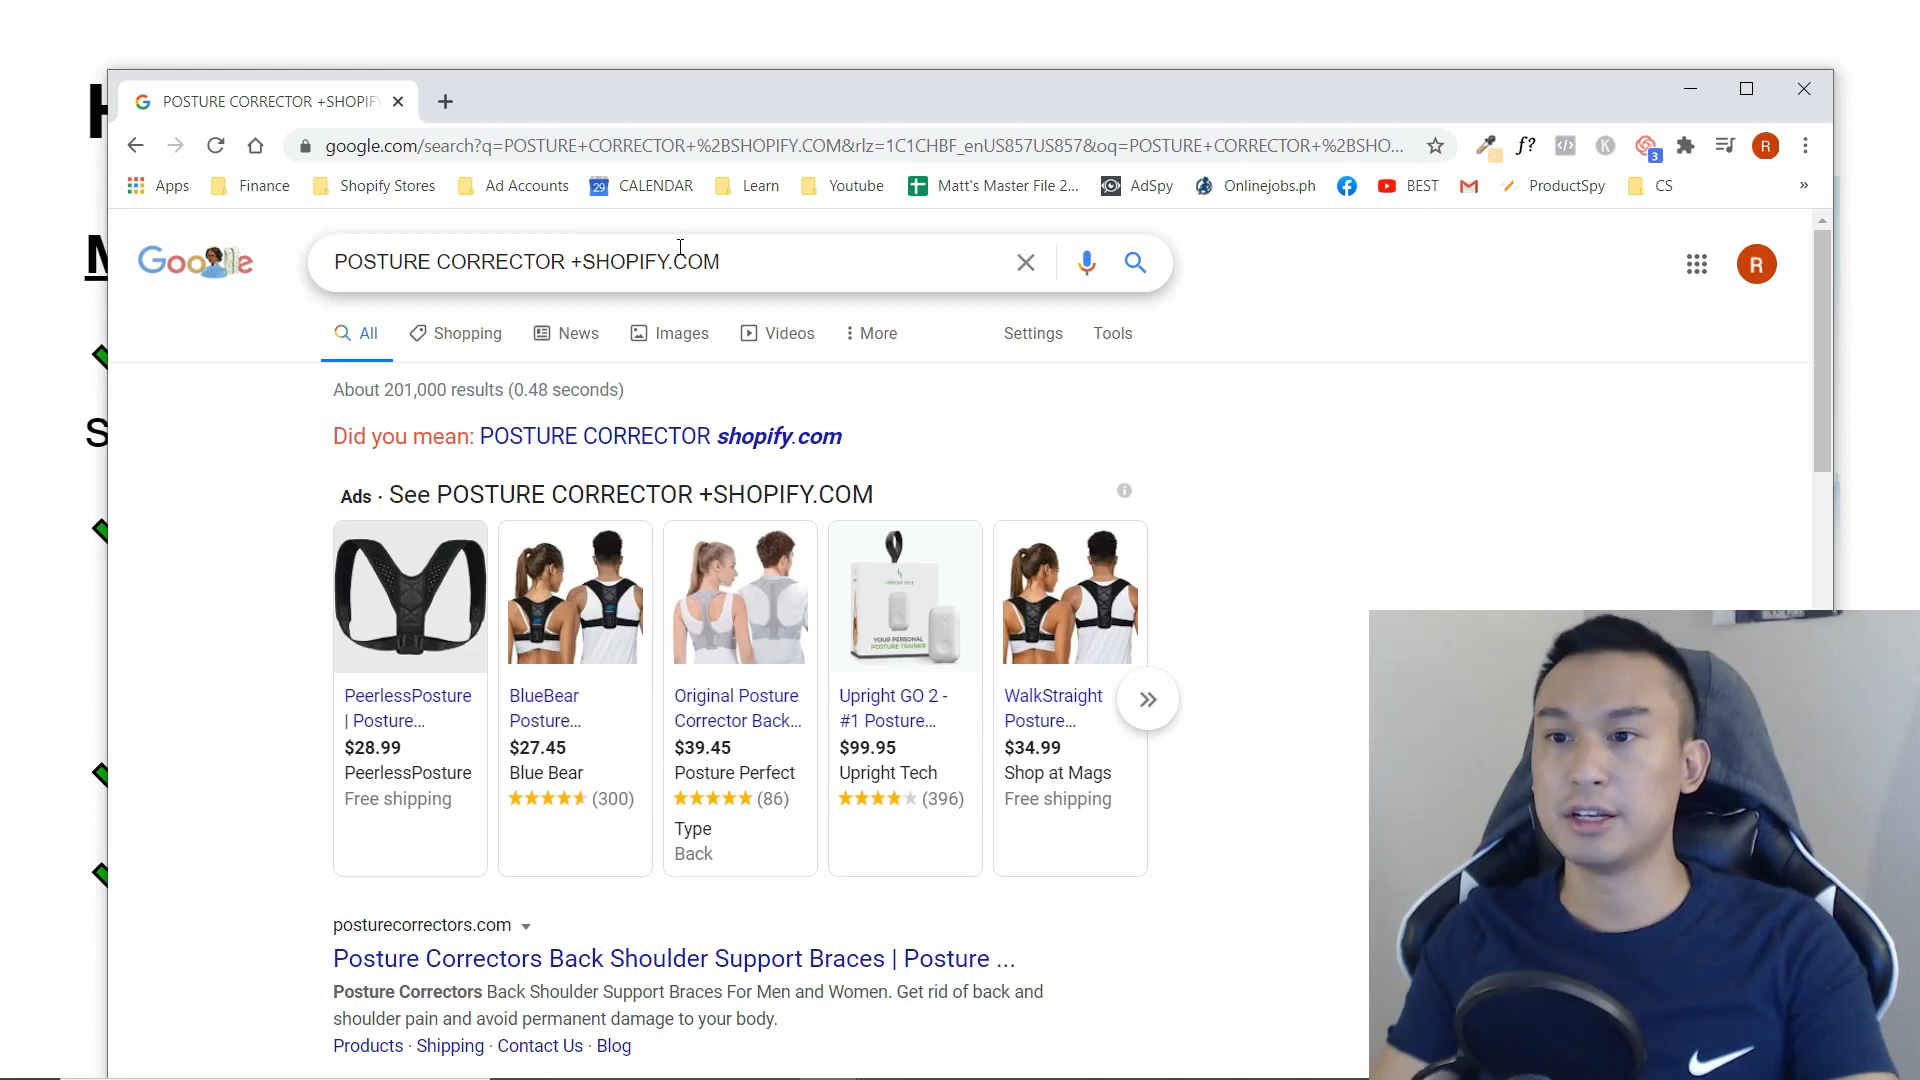 POSTURE CORRECTOR +SHOPIF
google.com/search?q=POSTURE+CORRECTOR+%2BSHOPIFY.COM&rlz=1C1CHBF_enUS857US857&oq=POSTURE+CORRECTOR+%2BSHO...
f?
K
3
R
Apps
Finance
Shopify Stores
Ad Accounts
29
CALENDAR
Learn
Youtube
Matt's Master File 2...
AdSpy
Onlinejobs.ph
BEST
ProductSpy
CS
»
POSTURE CORRECTOR +SHOPIFY.COM
R
All
Shopping
News
Images
Videos
More
Settings
Tools
About 201,000 results (0.48 seconds)
Did you mean: POSTURE CORRECTOR shopify.com
Ads · See POSTURE CORRECTOR +SHOPIFY.COM
PeerlessPosture
| Posture...
$28.99
PeerlessPosture
Free shipping
BlueBear
Posture...
$27.45
Blue Bear
(300)
Original Posture
Corrector Back...
$39.45
Posture Perfect
(86)
Type
Back
YOUR PERSONAL
POSTURE TRAINER
Upright GO 2 -
#1 Posture...
$99.95
Upright Tech
(396)
WalkStraight
Posture...
$34.99
Shop at Mags
Free shipping
posturecorrectors.com
Posture Correctors Back Shoulder Support Braces | Posture ...
Posture Correctors Back Shoulder Support Braces For Men and Women. Get rid of back and
shoulder pain and avoid permanent damage to your body.
Products · Shipping · Contact Us · Blog